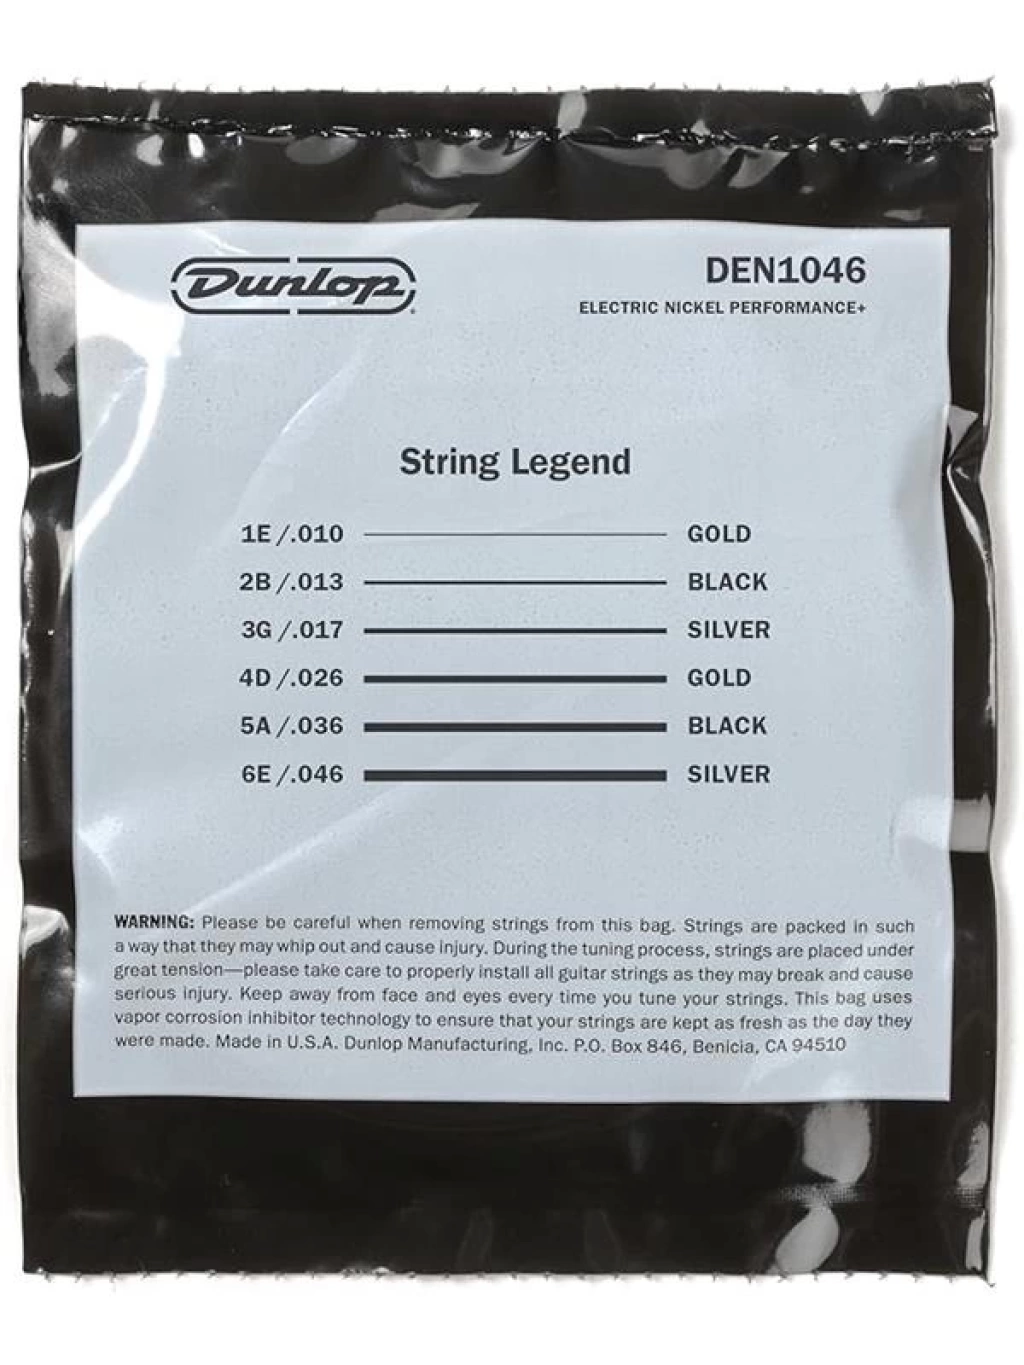 Dunlop®
DEN1046
ELECTRIC NICKEL PERFORMANCE+
String Legend
1E /.010 GOLD
2B /.013 BLACK
3G /.017 SILVER
4D /.026 GOLD
5A /.036 BLACK
6E /.046 SILVER
WARNING: Please be careful when removing strings from this bag. Strings are packed in such
a way that they may whip out and cause injury. During the tuning process, strings are placed under
great tension—please take care to properly install all guitar strings as they may break and cause
serious injury. Keep away from face and eyes every time you tune your strings. This bag uses
vapor corrosion inhibitor technology to ensure that your strings are kept as fresh as the day they
were made. Made in U.S.A. Dunlop Manufacturing, Inc. P.O. Box 846, Benicia, CA 94510